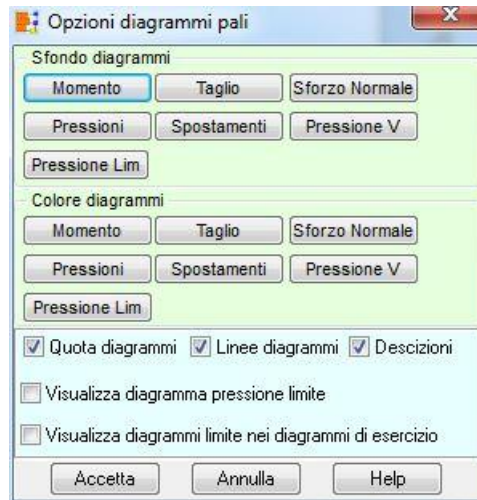 Opzioni diagrammi pali
X
Sfondo diagrammi
Momento Taglio Sforzo Normale
Pressioni Spostamenti Pressione V
Pressione Lim
Colore diagrammi
Momento Taglio Sforzo Normale
Pressioni Spostamenti Pressione V
Pressione Lim
Quota diagrammi Linee diagrammi Descizioni
Visualizza diagramma pressione limite
Visualizza diagrammi limite nei diagrammi di esercizio
Accetta Annulla Help